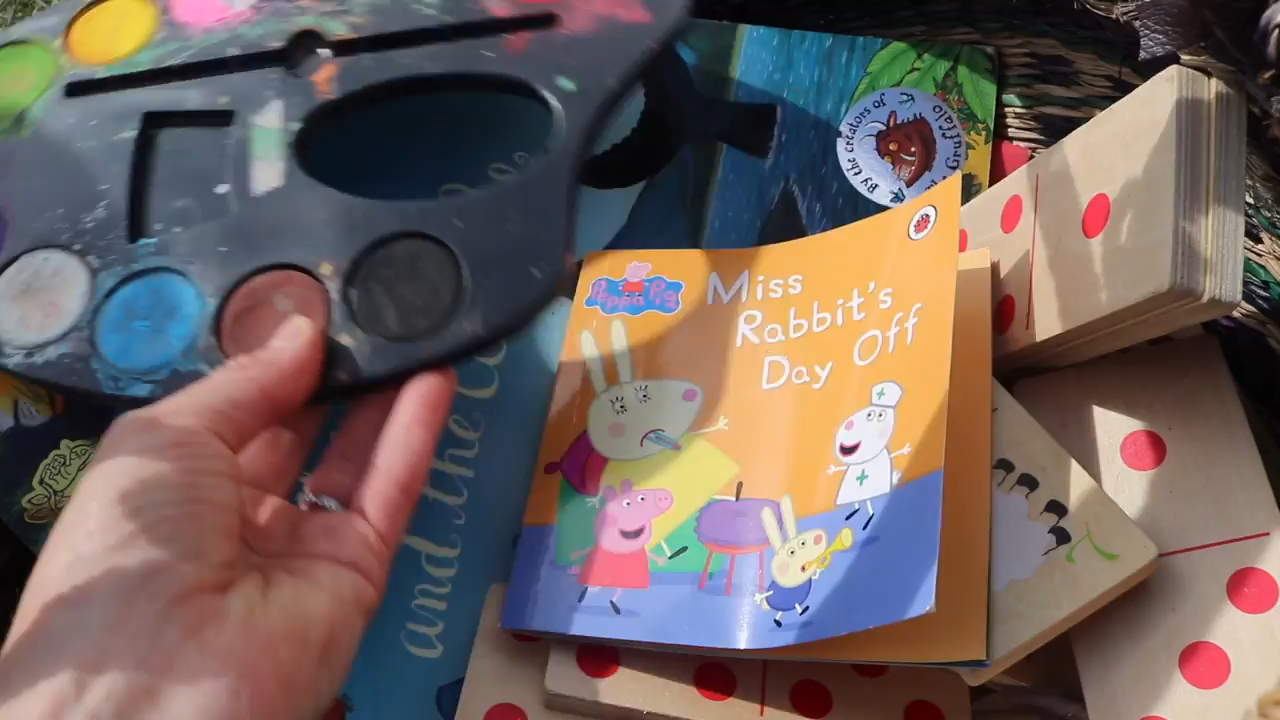 By the creators of
Gruffalo
Peppa Pig
Miss
Rabbit's
Day Off
and the